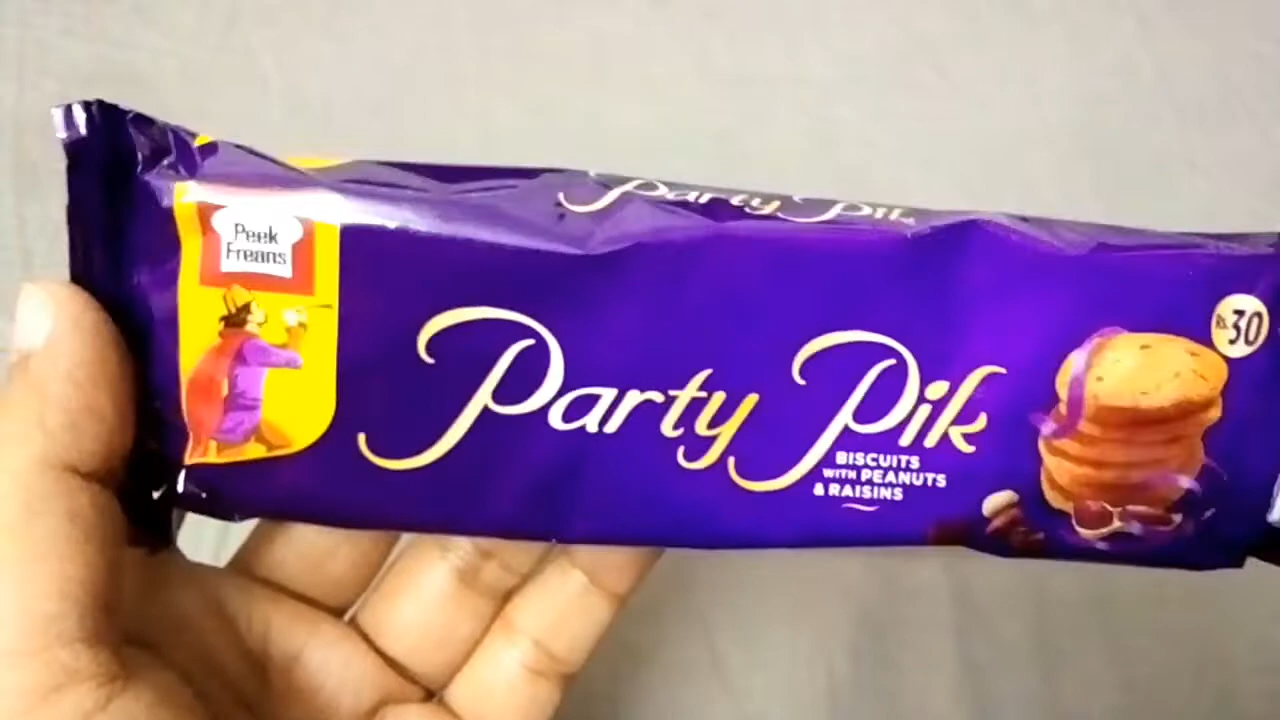 Party Pik
Peek
Freans
Rs.30
Party Pik
BISCUITS
WITH PEANUTS
& RAISINS